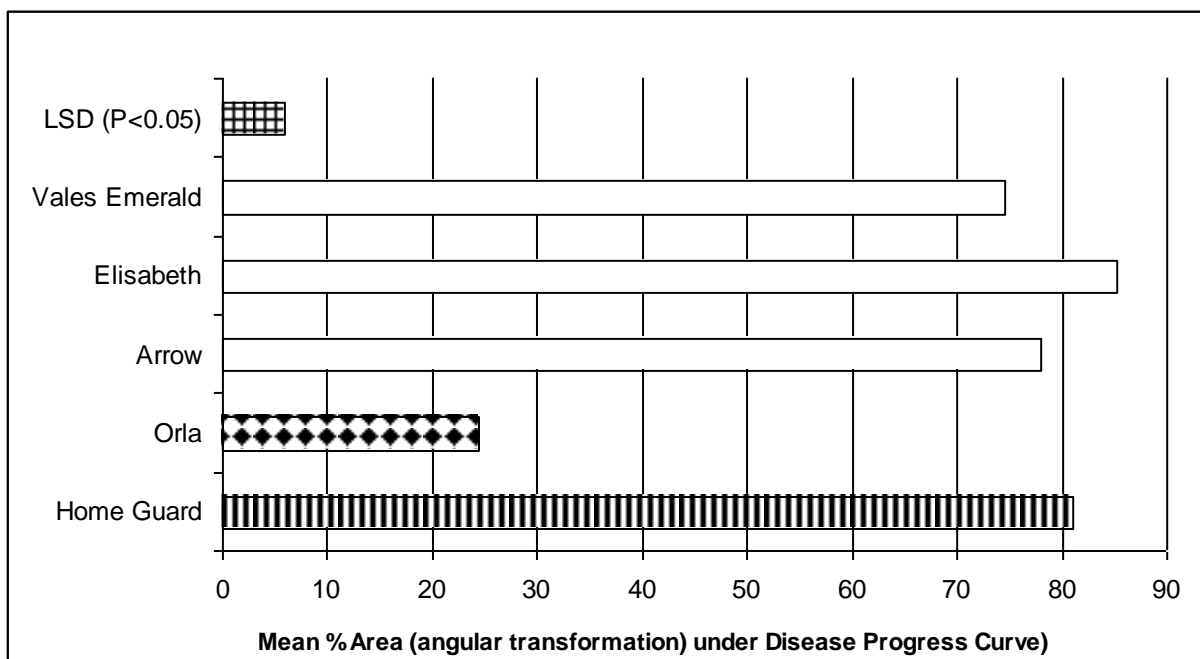 LSD (P<0.05)
Vales Emerald
Elisabeth
Arrow
Orla
Home Guard
0 10 20 30 40 50 60 70 80 90
Mean %Area (angular transformation) under Disease Progress Curve)